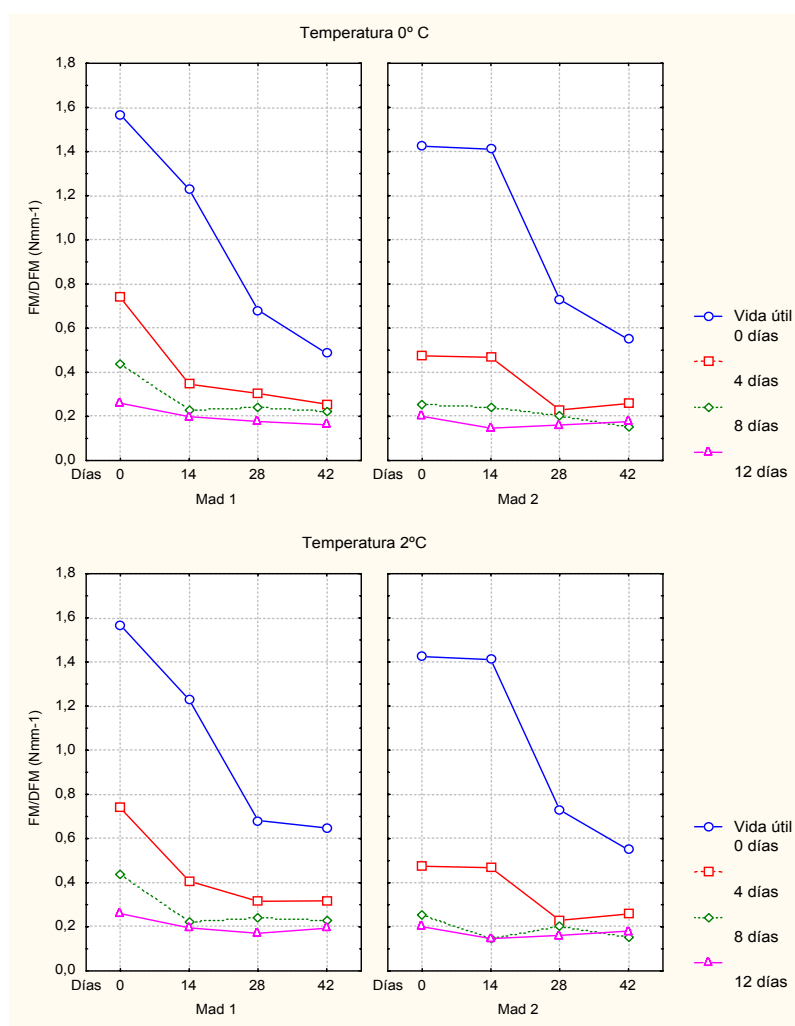 Temperatura 0º C
1,8
1,6
1,4
1,2
1,0
0,8
0,6
0,4
0,2
0,0
FM/DFM (Nmm-1)
Días 0 14 28 42 Días 0 14 28 42
Mad 1 Mad 2
Vida útil
0 días
4 días
8 días
12 días
Temperatura 2ºC
1,8
1,6
1,4
1,2
1,0
0,8
0,6
0,4
0,2
0,0
FM/DFM (Nmm-1)
Días 0 14 28 42 Días 0 14 28 42
Mad 1 Mad 2
Vida útil
0 días
4 días
8 días
12 días